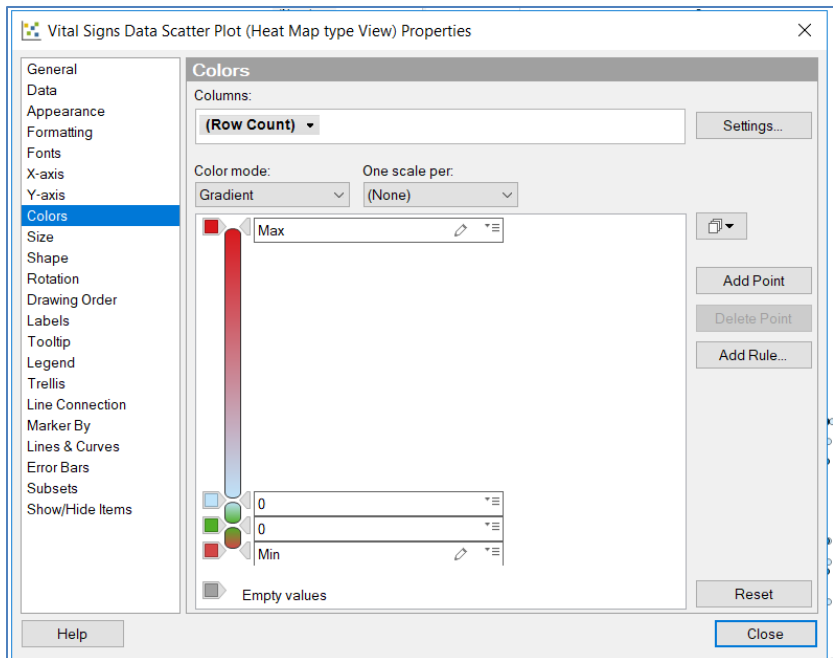 Vital Signs Data Scatter Plot (Heat Map type View) Properties
General
Data
Appearance
Formatting
Fonts
X-axis
Y-axis
Colors
Size
Shape
Rotation
Drawing Order
Labels
Tooltip
Legend
Trellis
Line Connection
Marker By
Lines & Curves
Error Bars
Subsets
Show/Hide Items
Colors
Columns:
(Row Count)
Settings...
Color mode:
One scale per:
Gradient
(None)
Max
Add Point
Delete Point
Add Rule...
0
0
Min
Empty values
Reset
Help
Close